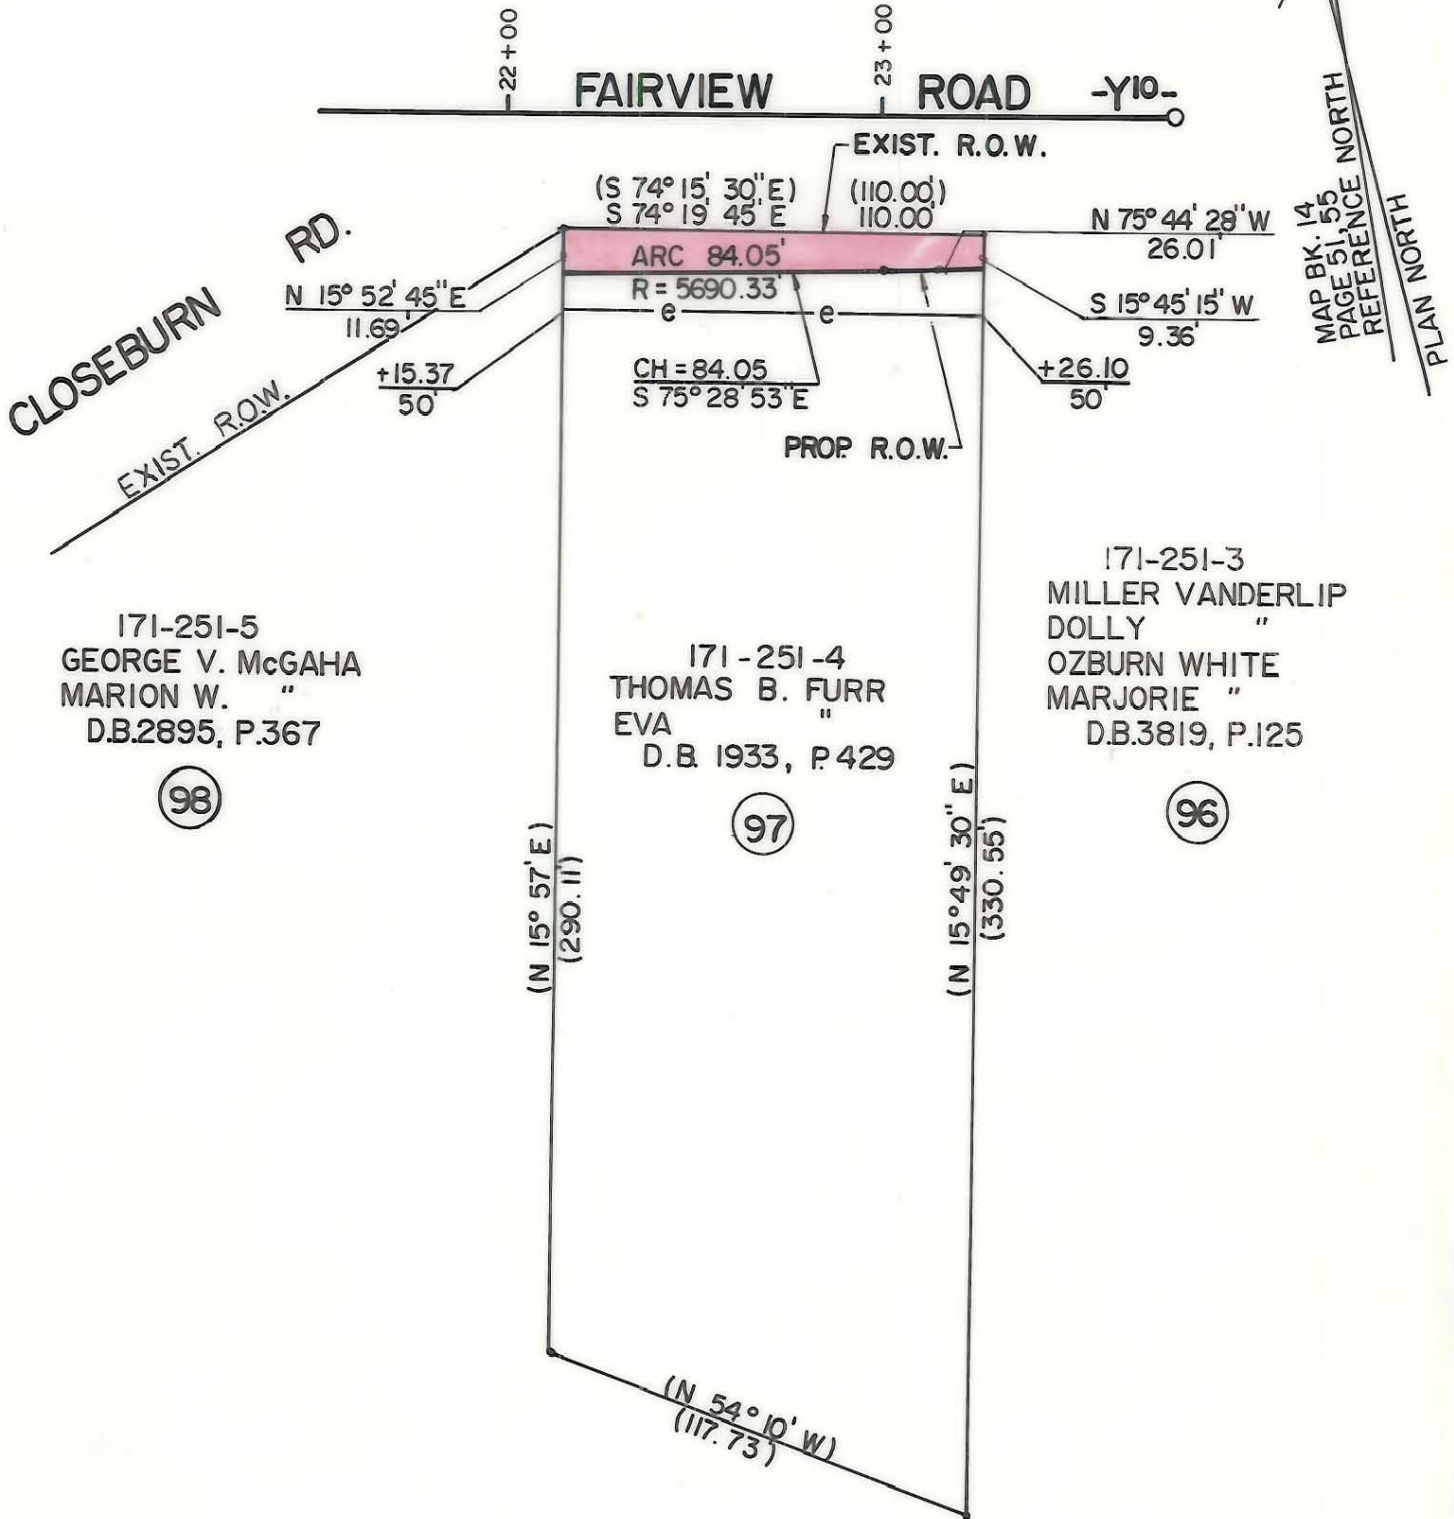 22+00
23+00
FAIRVIEW ROAD -Y10-
EXIST. R.O.W.
(S 74° 15' 30"E) (110.00')
S 74° 19' 45' E 110.00'
N 75° 44' 28" W
26.01'
ARC 84.05'
R = 5690.33'
e e
CLOSEBURN RD.
EXIST. R.O.W.
N 15° 52' 45"E
11.69'
+15.37
50'
CH = 84.05
S 75° 28' 53"E
S 15° 45' 15" W
9.36'
+26.10
50'
PROP. R.O.W.
MAP BK. 14
PAGE 51, 55
REFERENCE NORTH
PLAN NORTH
171-251-5
GEORGE V. McGAHA
MARION W. "
D.B.2895, P.367
98
171-251-4
THOMAS B. FURR
EVA "
D.B. 1933, P.429
97
171-251-3
MILLER VANDERLIP
DOLLY "
OZBURN WHITE
MARJORIE "
D.B.3819, P.125
96
(N 15° 57' E)
(290.11')
(N 15° 49' 30" E)
(330.55')
(N 54° 10' W)
(117.73')